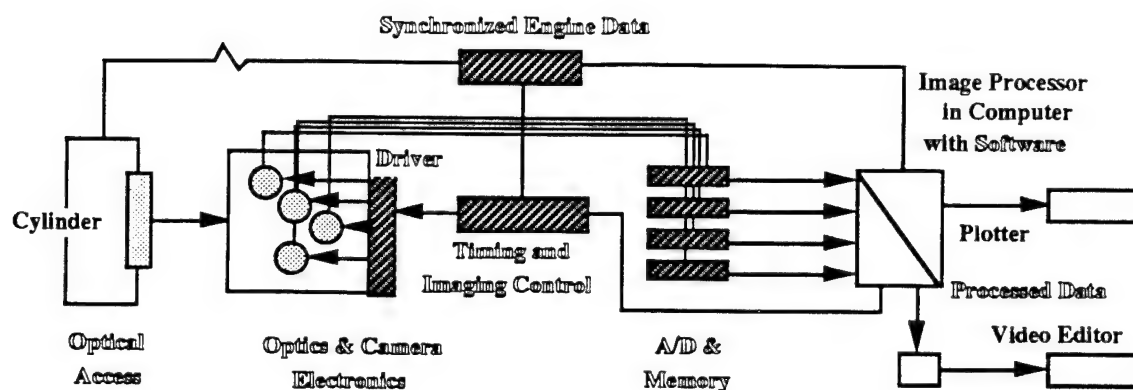 Synchronized Engine Data
Image Processor
in Computer
with Software
Driver
Cylinder
Plotter
Timing and
Imaging Control
Processed Data
Video Editor
Optical
Access
Optics & Camera
Electronics
A/D &
Memory